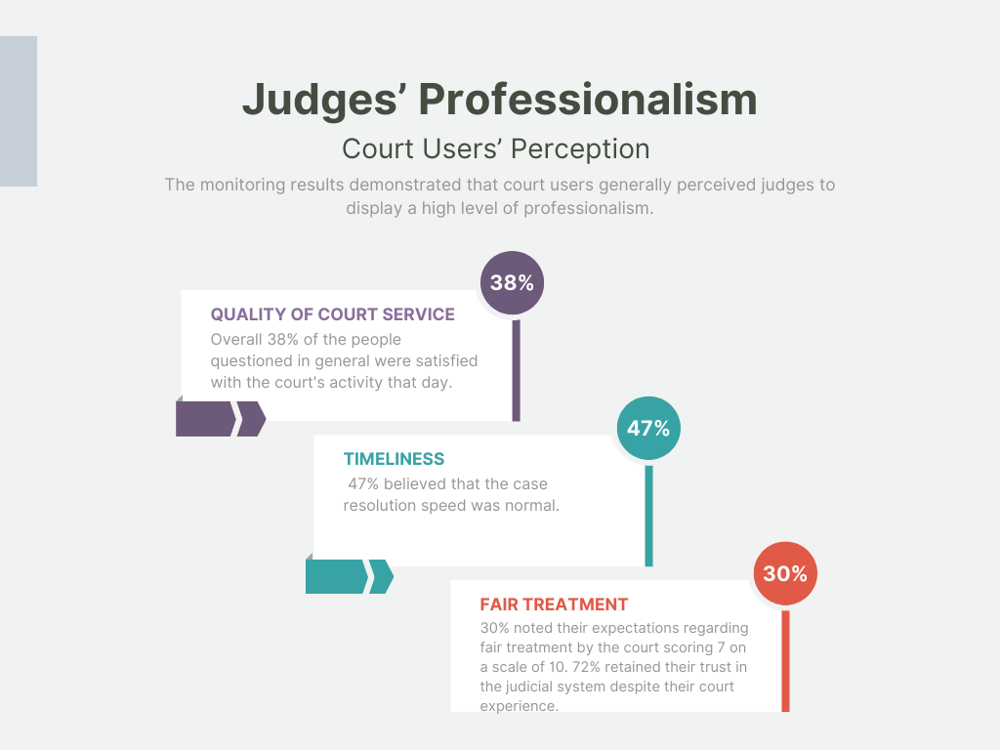 Judges’ Professionalism
Court Users’ Perception
The monitoring results demonstrated that court users generally perceived judges to
display a high level of professionalism.
38%
QUALITY OF COURT SERVICE
Overall 38% of the people
questioned in general were satisfied
with the court's activity that day.
47%
TIMELINESS
47% believed that the case
resolution speed was normal.
30%
FAIR TREATMENT
30% noted their expectations regarding
fair treatment by the court scoring 7 on
a scale of 10. 72% retained their trust in
the judicial system despite their court
experience.